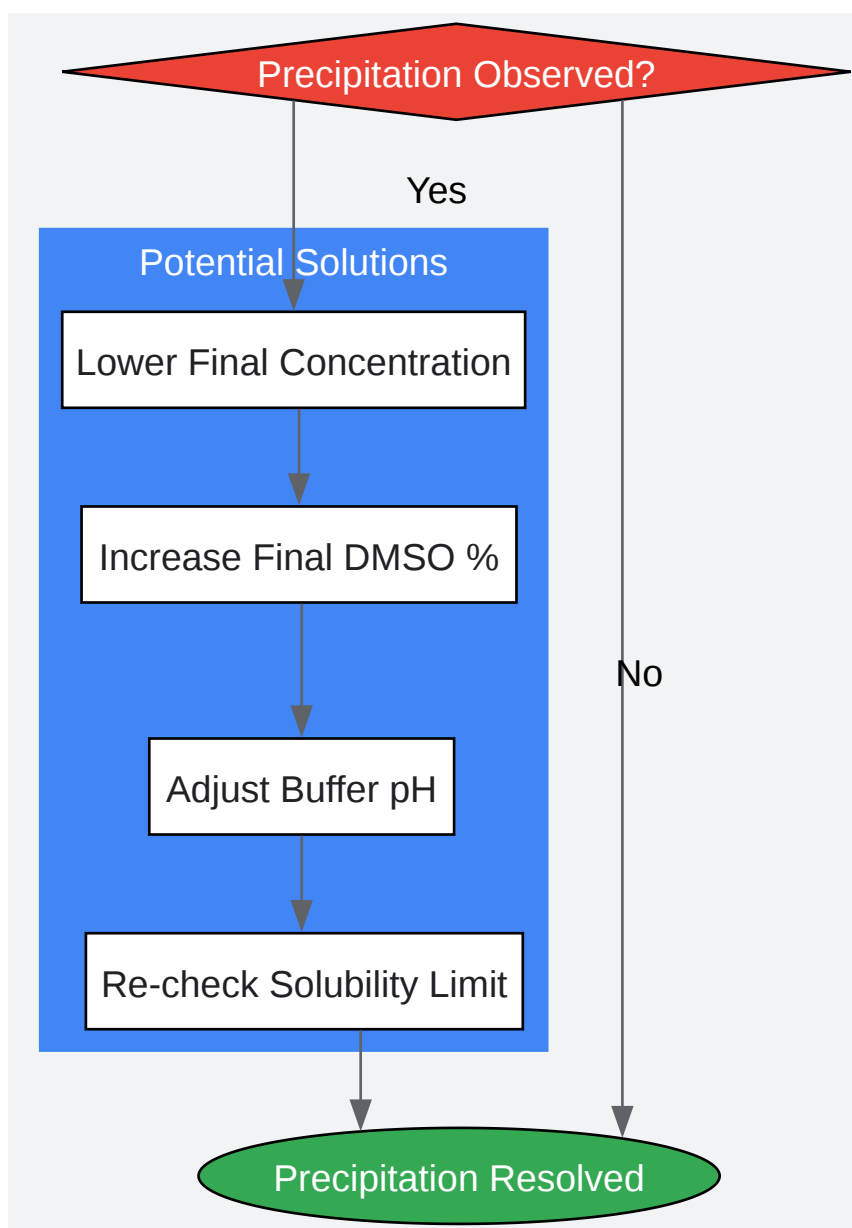 Precipitation Observed?
Yes
Potential Solutions
Lower Final Concentration
Increase Final DMSO %
No
Adjust Buffer pH
Re-check Solubility Limit
Precipitation Resolved